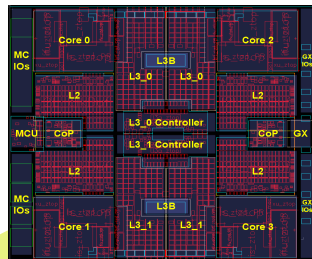 MC IOs
Core 0
L3B
L3_0 L3_0
Core 2
GX IOs
L2
L2
L3_0 Controller
MCU CoP
CoP GX
L3_1 Controller
L2
L2
MC IOs
L3B
GX IOs
Core 1
L3_1 L3_1
Core 3